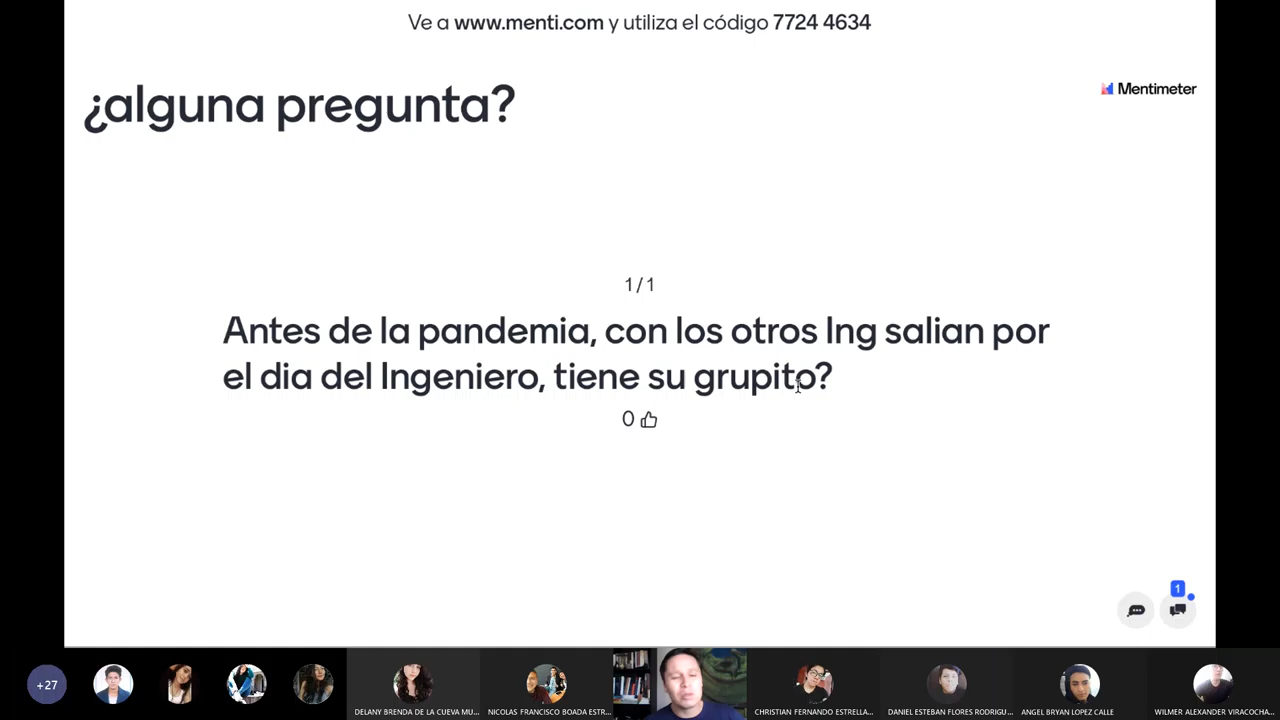 Ve a www.menti.com y utiliza el código 7724 4634
¿alguna pregunta?
Mentimeter
1/1
Antes de la pandemia, con los otros Ing salian por
el dia del Ingeniero, tiene su grupito?
0
1
+27
DELANY BRENDA DE LA CUEVA MU...
NICOLAS FRANCISCO BOADA ESTR...
CHRISTIAN FERNANDO ESTRELLA...
DANIEL ESTEBAN FLORES RODRIGU...
ANGEL BRYAN LOPEZ CALLE
WILMER ALEXANDER VIRACOCHA...